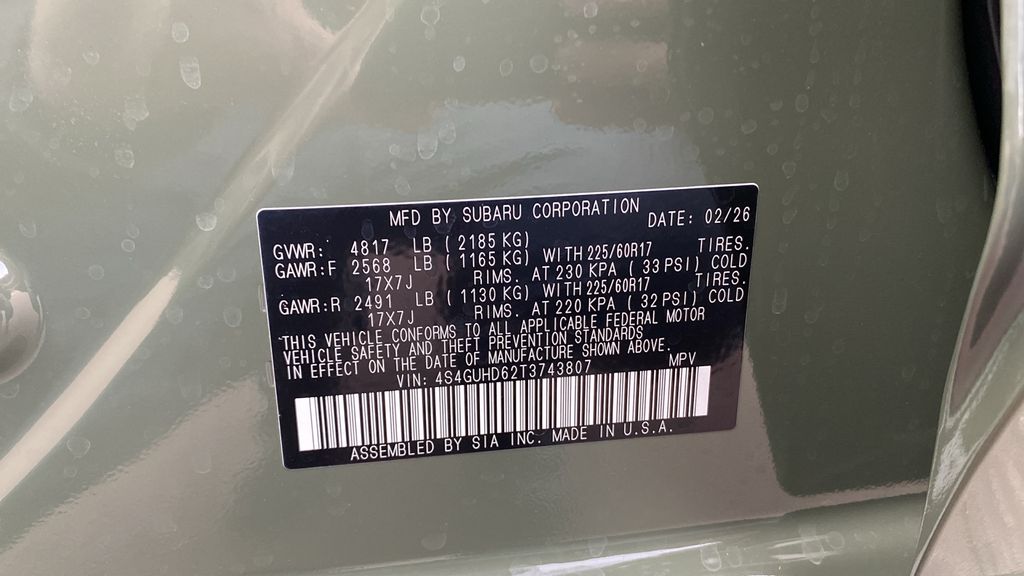 MFD BY SUBARU CORPORATION DATE: 02/26
GVWR: 4817 LB ( 2185 KG)
GAWR:F 2568 LB ( 1165 KG) WITH 225/60R17 TIRES.
17X7J RIMS. AT 230 KPA ( 33 PSI) COLD
GAWR:R 2491 LB ( 1130 KG) WITH 225/60R17 TIRES.
17X7J RIMS. AT 220 KPA ( 32 PSI) COLD
THIS VEHICLE CONFORMS TO ALL APPLICABLE FEDERAL MOTOR
VEHICLE SAFETY AND THEFT PREVENTION STANDARDS
IN EFFECT ON THE DATE OF MANUFACTURE SHOWN ABOVE.
VIN: 4S4GUHD62T3743807 MPV
ASSEMBLED BY SIA INC. MADE IN U.S.A.